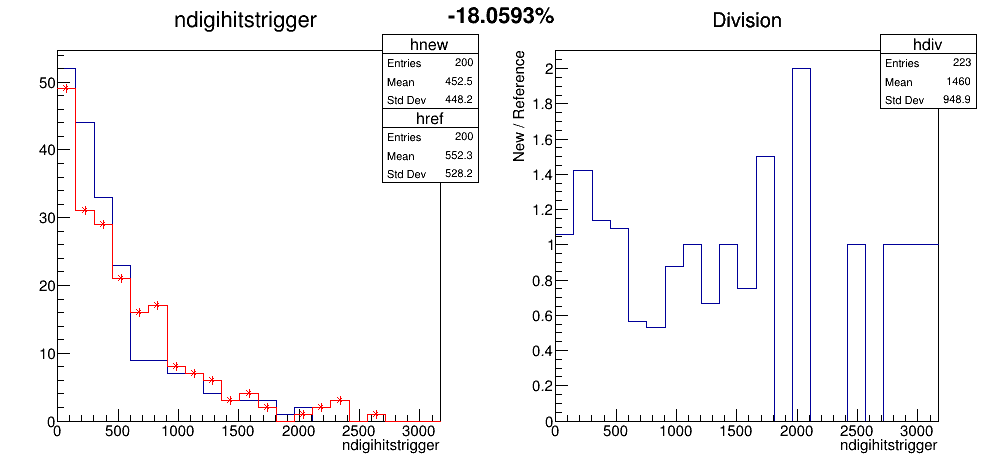 -18.0593%
ndigihitstrigger
hnew
Entries 200
Mean 452.5
Std Dev 448.2
href
Entries 200
Mean 552.3
Std Dev 528.2
50
40
30
20
10
0
0 500 1000 1500 2000 2500 3000
ndigihitstrigger
Division
hdiv
Entries 223
Mean 1460
Std Dev 948.9
New / Reference
2
1.8
1.6
1.4
1.2
1
0.8
0.6
0.4
0.2
0
0 500 1000 1500 2000 2500 3000
ndigihitstrigger